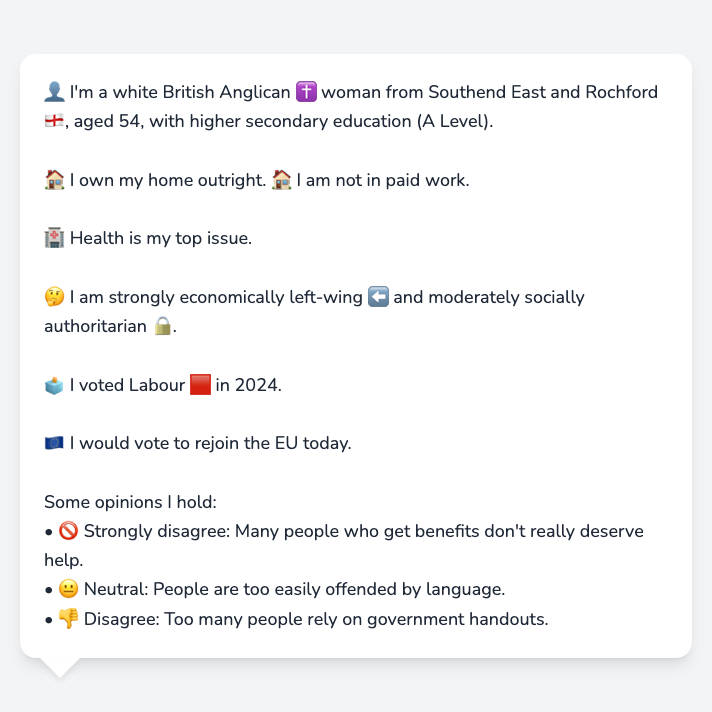 👤 I'm a white British Anglican ✝️ woman from Southend East and Rochford
🏴󠁧󠁢󠁥󠁮󠁧󠁿, aged 54, with higher secondary education (A Level).
🏠 I own my home outright. 🏠 I am not in paid work.
🏥 Health is my top issue.
🤔 I am strongly economically left-wing ⬅️ and moderately socially
authoritarian 🔒.
🗳️ I voted Labour 🟥 in 2024.
🇪🇺 I would vote to rejoin the EU today.
Some opinions I hold:
• 🚫 Strongly disagree: Many people who get benefits don't really deserve
help.
• 😐 Neutral: People are too easily offended by language.
• 👎 Disagree: Too many people rely on government handouts.